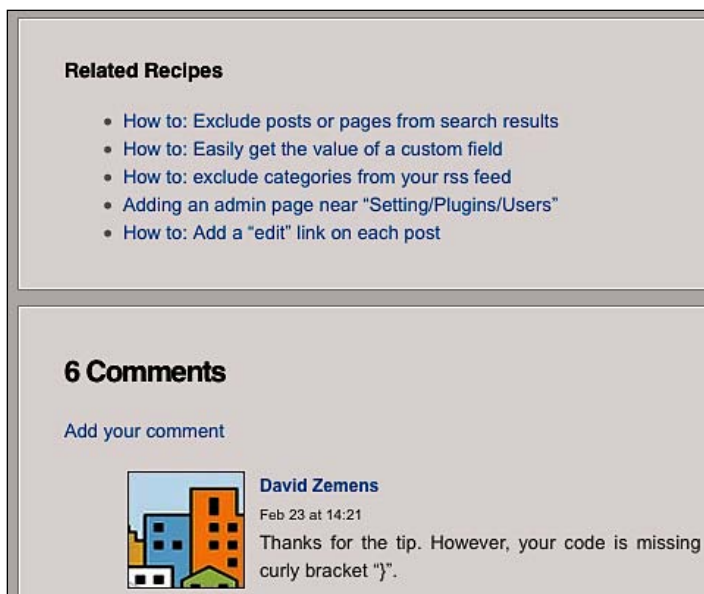 Related Recipes
How to: Exclude posts or pages from search results
How to: Easily get the value of a custom field
How to: exclude categories from your rss feed
Adding an admin page near “Setting/Plugins/Users”
How to: Add a “edit” link on each post
6 Comments
Add your comment
David Zemens
Feb 23 at 14:21
Thanks for the tip. However, your code is missing
curly bracket “}”.